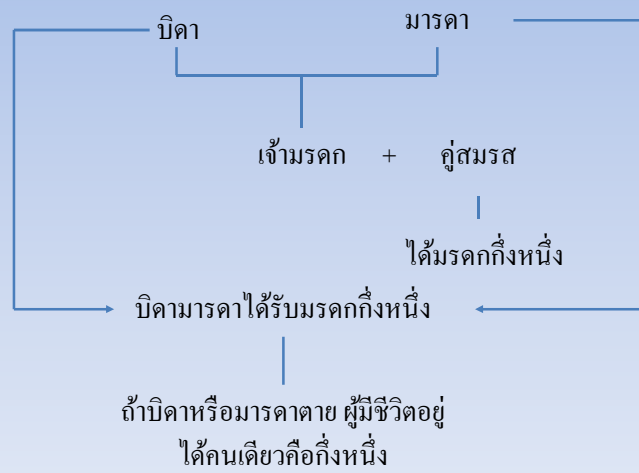 บิดา
มารดา
เจ้ามรดก + คู่สมรส
ได้มรดกกึ่งหนึ่ง
บิดามารดาได้รับมรดกกึ่งหนึ่ง
ถ้าบิดาหรือมารดาตาย ผู้มีชีวิตอยู่
ได้คนเดียวคือกึ่งหนึ่ง